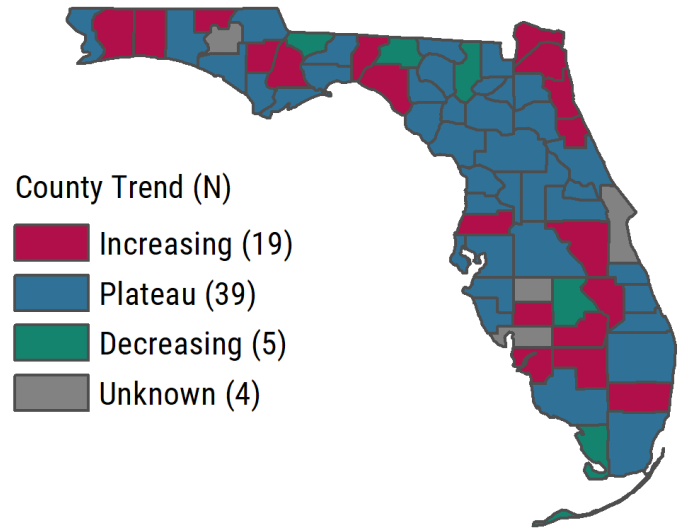 County Trend (N)
Increasing (19)
Plateau (39)
Decreasing (5)
Unknown (4)